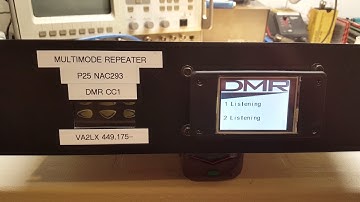 MULTIMODE REPEATER
P25 NAC293
DMR CC1
VA2LX 449.175-
DMR
1 Listening
2 Listening